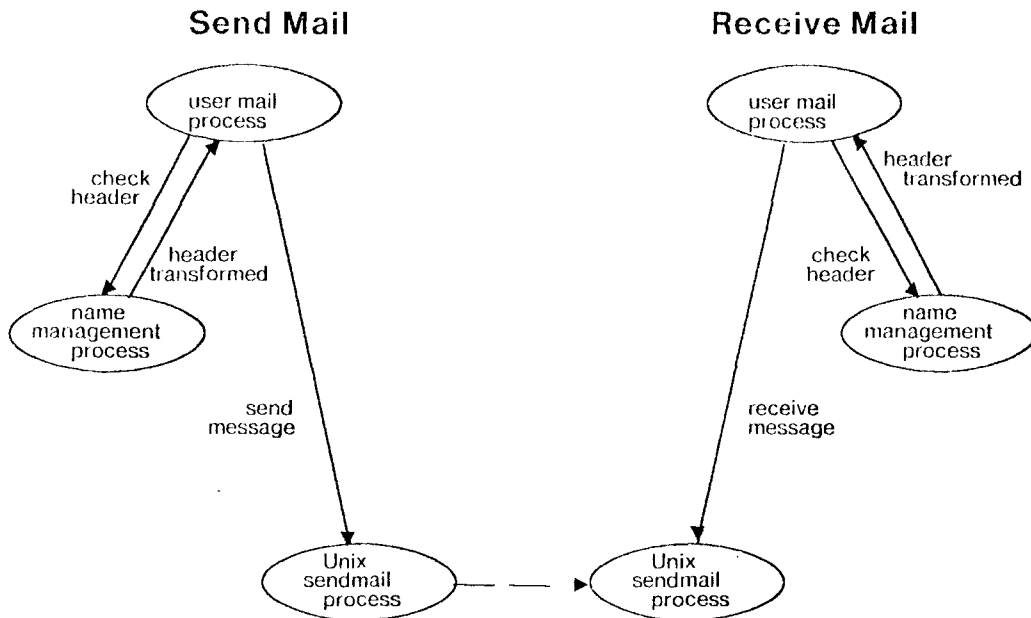 Send Mail
user mail
process
check
header
header
transformed
name
management
process
send
message
Unix
sendmail
process
Receive Mail
user mail
process
header
transformed
check
header
name
management
process
receive
message
Unix
sendmail
process